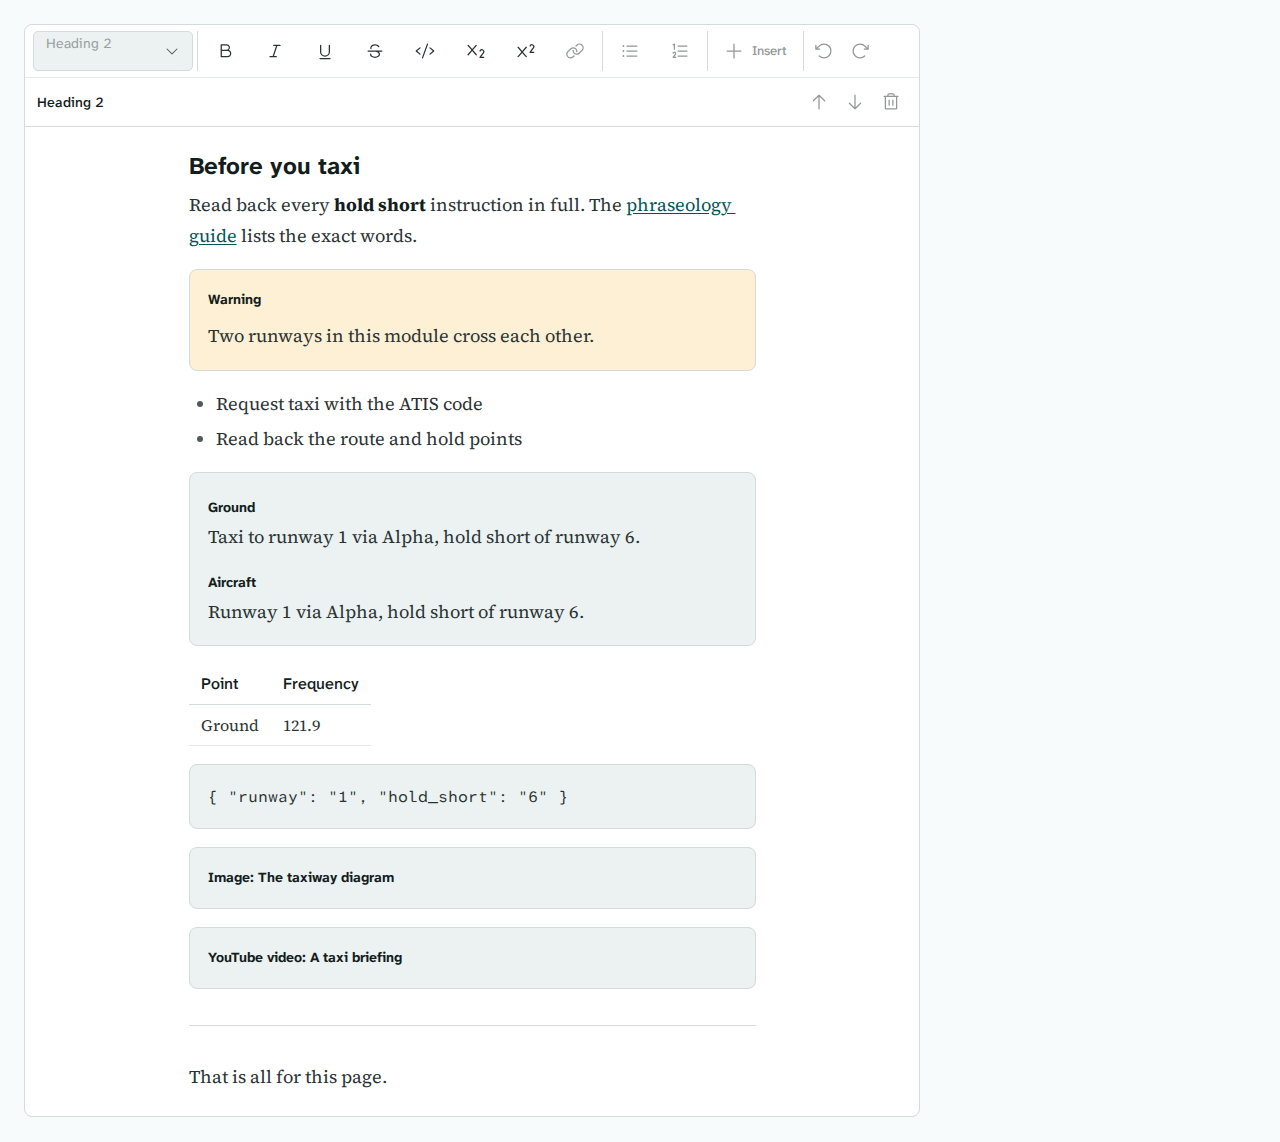 Heading 2
B I U S </> X2 X2 Insert
Heading 2
Before you taxi
Read back every hold short instruction in full. The phraseology
guide lists the exact words.
Warning
Two runways in this module cross each other.
Request taxi with the ATIS code
Read back the route and hold points
Ground
Taxi to runway 1 via Alpha, hold short of runway 6.
Aircraft
Runway 1 via Alpha, hold short of runway 6.
Point Frequency
Ground 121.9
{ "runway": "1", "hold_short": "6" }
Image: The taxiway diagram
YouTube video: A taxi briefing
That is all for this page.